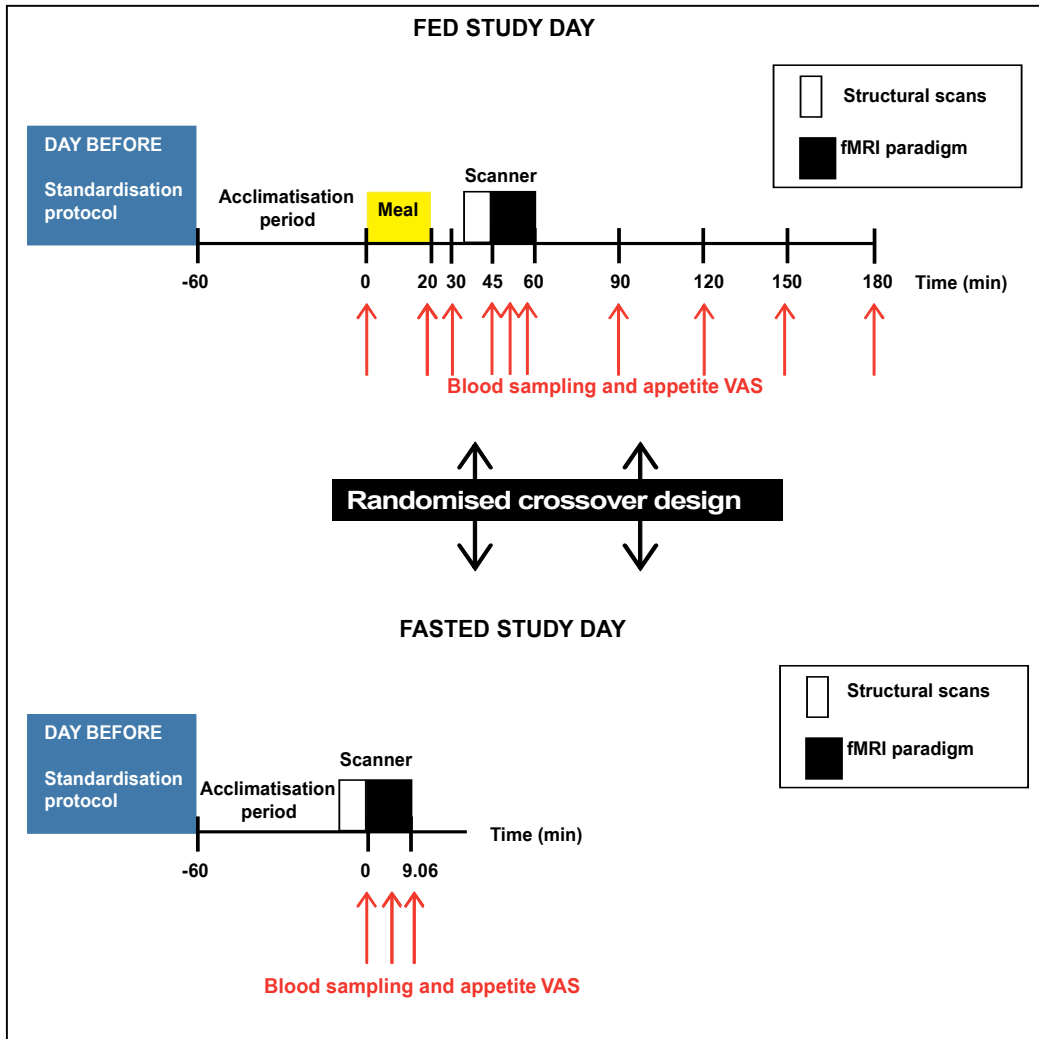 FED STUDY DAY
Structural scans
fMRI paradigm
DAY BEFORE
Standardisation
protocol
Acclimatisation
period
Meal
Scanner
-60
0
20
30
45
60
90
120
150
180
Time (min)
Blood sampling and appetite VAS
Randomised crossover design
FASTED STUDY DAY
Structural scans
fMRI paradigm
DAY BEFORE
Standardisation
protocol
Acclimatisation
period
Scanner
Time (min)
-60
0
9.06
Blood sampling and appetite VAS